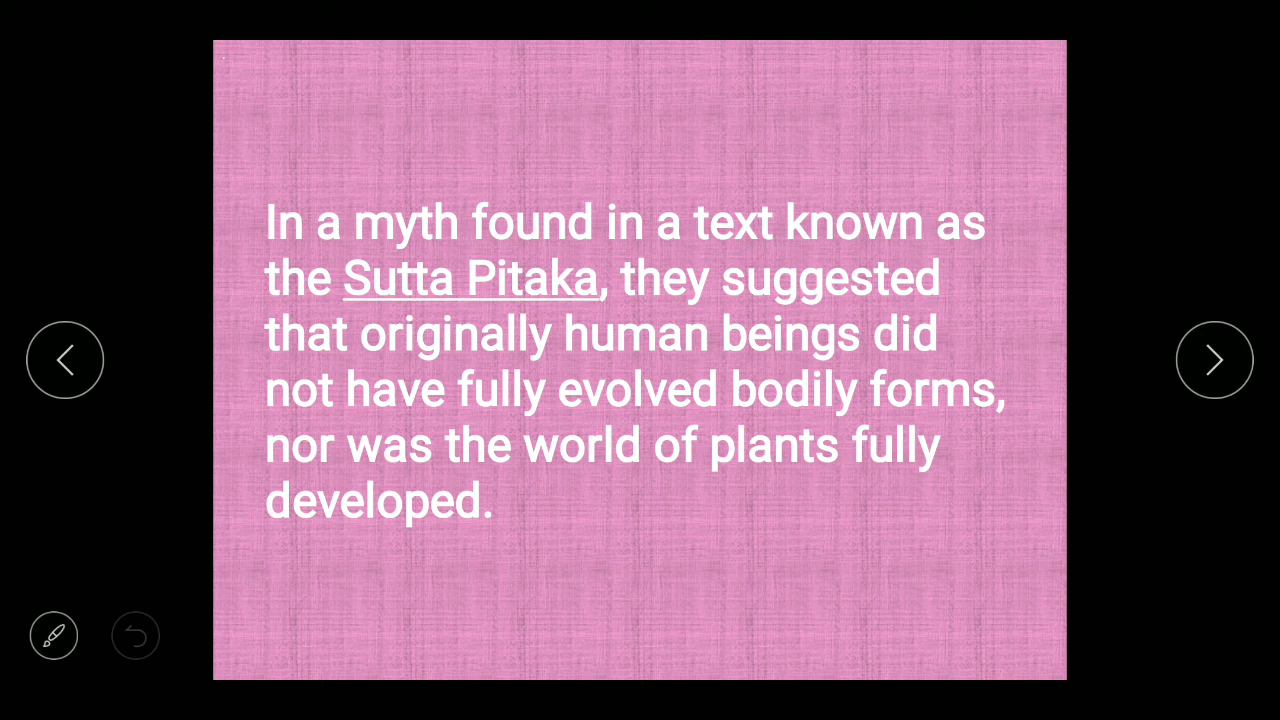 In a myth found in a text known as
the Sutta Pitaka, they suggested
that originally human beings did
not have fully evolved bodily forms,
nor was the world of plants fully
developed.